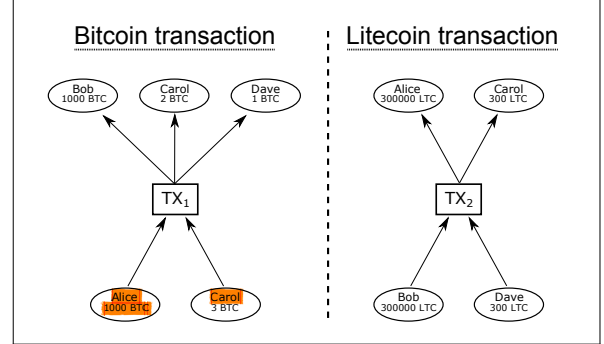 Bitcoin transaction
Litecoin transaction
Bob
1000 BTC
Carol
2 BTC
Dave
1 BTC
Alice
300000 LTC
Carol
300 LTC
TX₁
TX₂
Alice
1000 BTC
Carol
3 BTC
Bob
300000 LTC
Dave
300 LTC